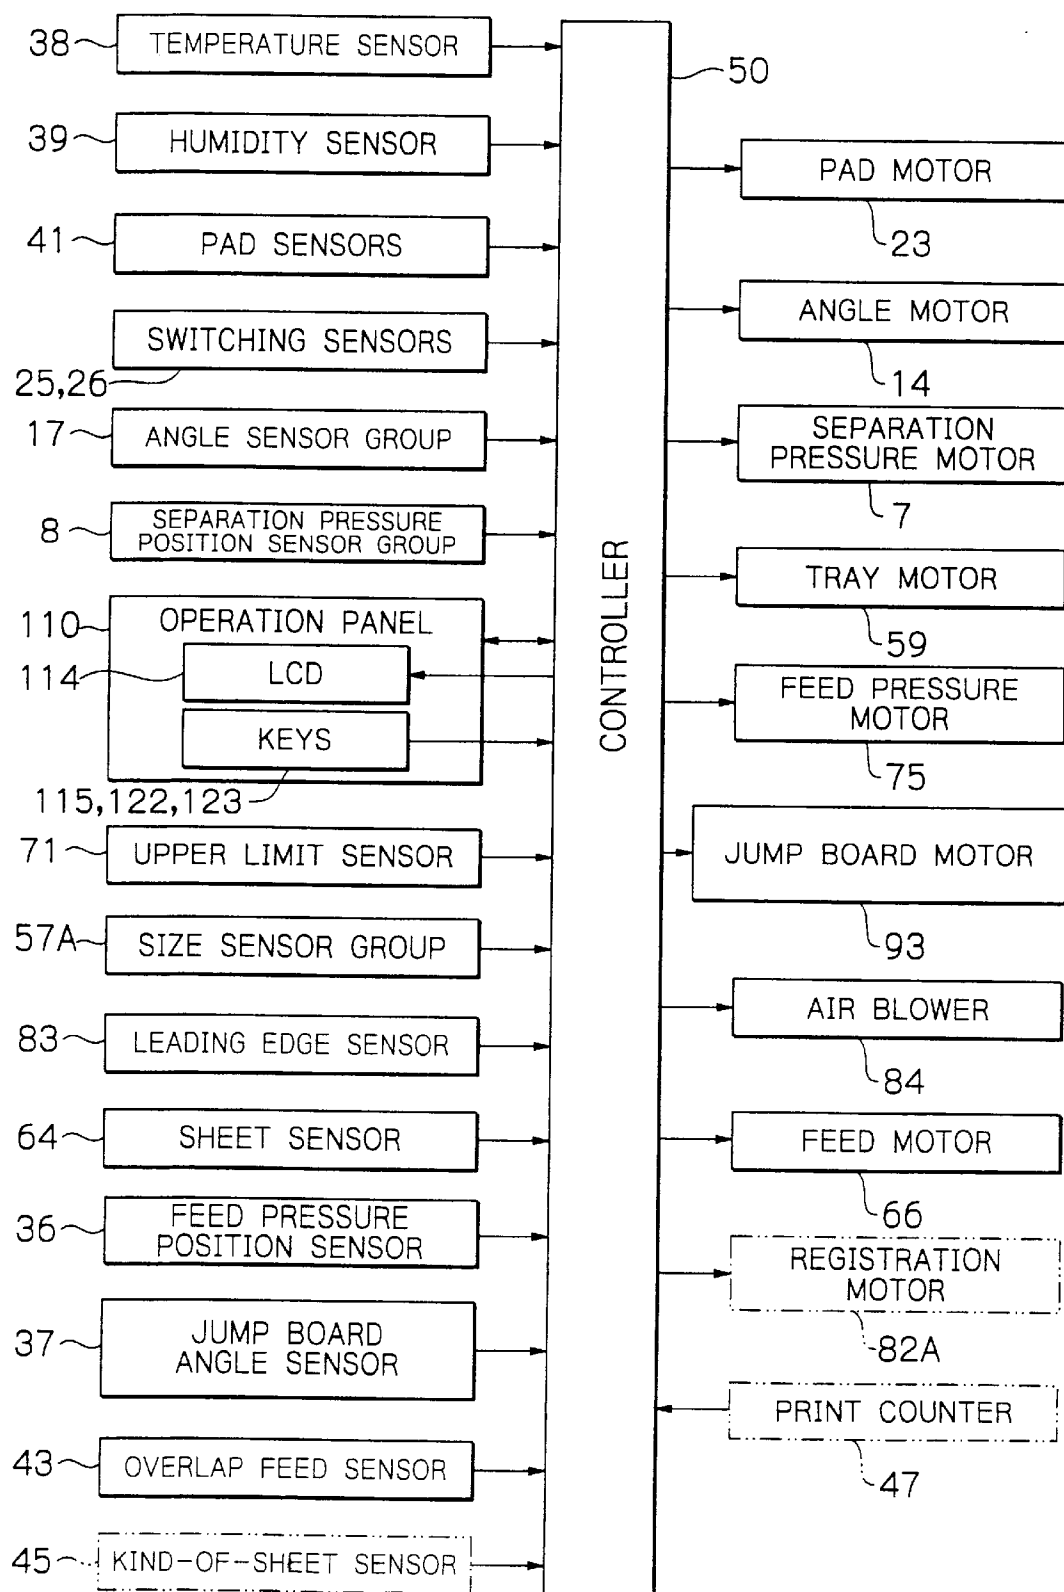 38
TEMPERATURE SENSOR
39
HUMIDITY SENSOR
41
PAD SENSORS
SWITCHING SENSORS
25,26
17
ANGLE SENSOR GROUP
8
SEPARATION PRESSURE
POSITION SENSOR GROUP
110
OPERATION PANEL
114
LCD
KEYS
115,122,123
71
UPPER LIMIT SENSOR
57A
SIZE SENSOR GROUP
83
LEADING EDGE SENSOR
64
SHEET SENSOR
36
FEED PRESSURE
POSITION SENSOR
37
JUMP BOARD
ANGLE SENSOR
43
OVERLAP FEED SENSOR
45
KIND-OF-SHEET SENSOR
CONTROLLER
50
PAD MOTOR
23
ANGLE MOTOR
14
SEPARATION
PRESSURE MOTOR
7
TRAY MOTOR
59
FEED PRESSURE
MOTOR
75
JUMP BOARD MOTOR
93
AIR BLOWER
84
FEED MOTOR
66
REGISTRATION
MOTOR
82A
PRINT COUNTER
47